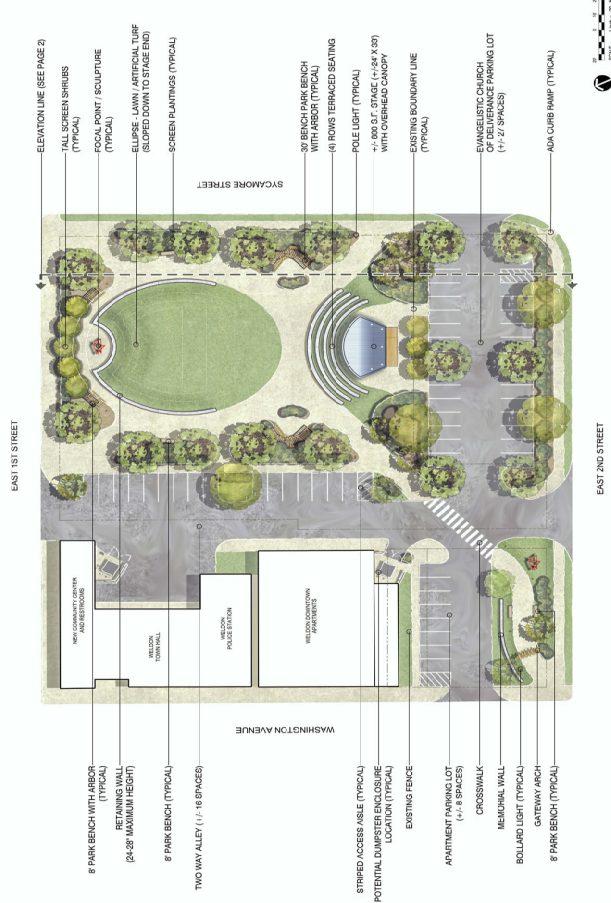 EAST 1ST STREET
ELEVATION LINE (SEE PAGE 2)
TALL SCREEN SHRUBS
(TYPICAL)
FOCAL POINT / SCULPTURE
(TYPICAL)
ELLIPSE - LAWN / ARTIFICIAL TURF
(SLOPED DOWN TO STAGE END)
SCREEN PLANTINGS (TYPICAL)
SYCAMORE STREET
30' BENCH PARK BENCH
WITH ARBOR (TYPICAL)
(4) ROWS TERRACED SEATING
POLE LIGHT (TYPICAL)
+/- 600 S.F. STAGE (+/-24' X 33')
WITH OVERHEAD CANOPY
EXISTING BOUNDARY LINE
(TYPICAL)
EVANGELISTIC CHURCH
OF DELIVERANCE PARKING LOT
(+/- 27 SPACES)
ADA CURB RAMP (TYPICAL)
EAST 2ND STREET
NEW COMMUNITY CENTER
AND RESTROOMS
WELDON
TOWN HALL
WELDON
POLICE STATION
WELDON DOWNTOWN
APARTMENTS
WASHINGTON AVENUE
8' PARK BENCH WITH ARBOR
(TYPICAL)
RETAINING WALL
(24-28" MAXIMUM HEIGHT)
8' PARK BENCH (TYPICAL)
TWO WAY ALLEY (+/- 16 SPACES)
STRIPED ACCESS AISLE (TYPICAL)
POTENTIAL DUMPSTER ENCLOSURE
LOCATION (TYPICAL)
EXISTING FENCE
APARTMENT PARKING LOT
(+/- 8 SPACES)
CROSSWALK
MEMORIAL WALL
BOLLARD LIGHT (TYPICAL)
GATEWAY ARCH
8' PARK BENCH (TYPICAL)